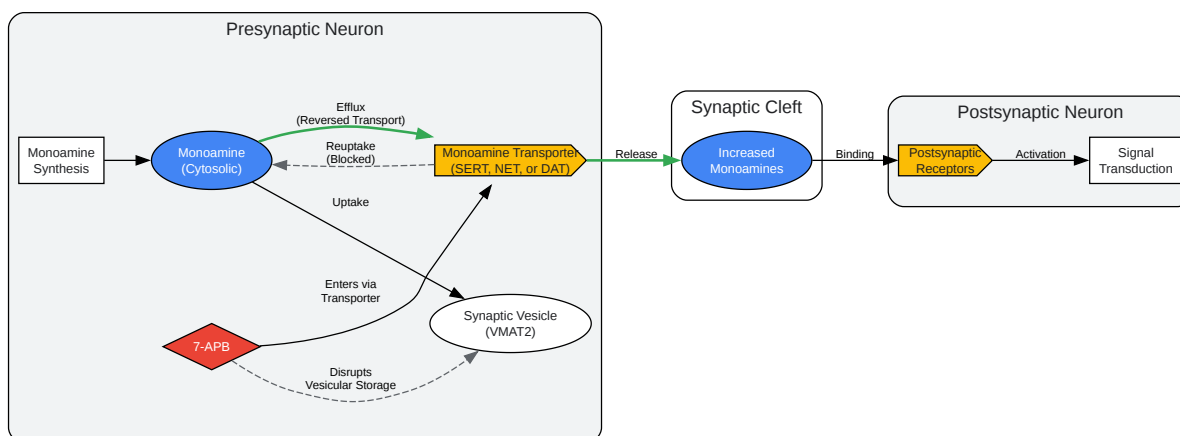 Presynaptic Neuron
Synaptic Cleft
Postsynaptic Neuron
Efflux
(Reversed Transport)
Monoamine
Synthesis
Monoamine
(Cytosolic)
Reuptake
(Blocked)
Monoamine Transporter
(SERT, NET, or DAT)
Release
Increased
Monoamines
Binding
Postsynaptic
Receptors
Activation
Signal
Transduction
Uptake
Enters via
Transporter
Synaptic Vesicle
(VMAT2)
7-APB
Disrupts
Vesicular Storage